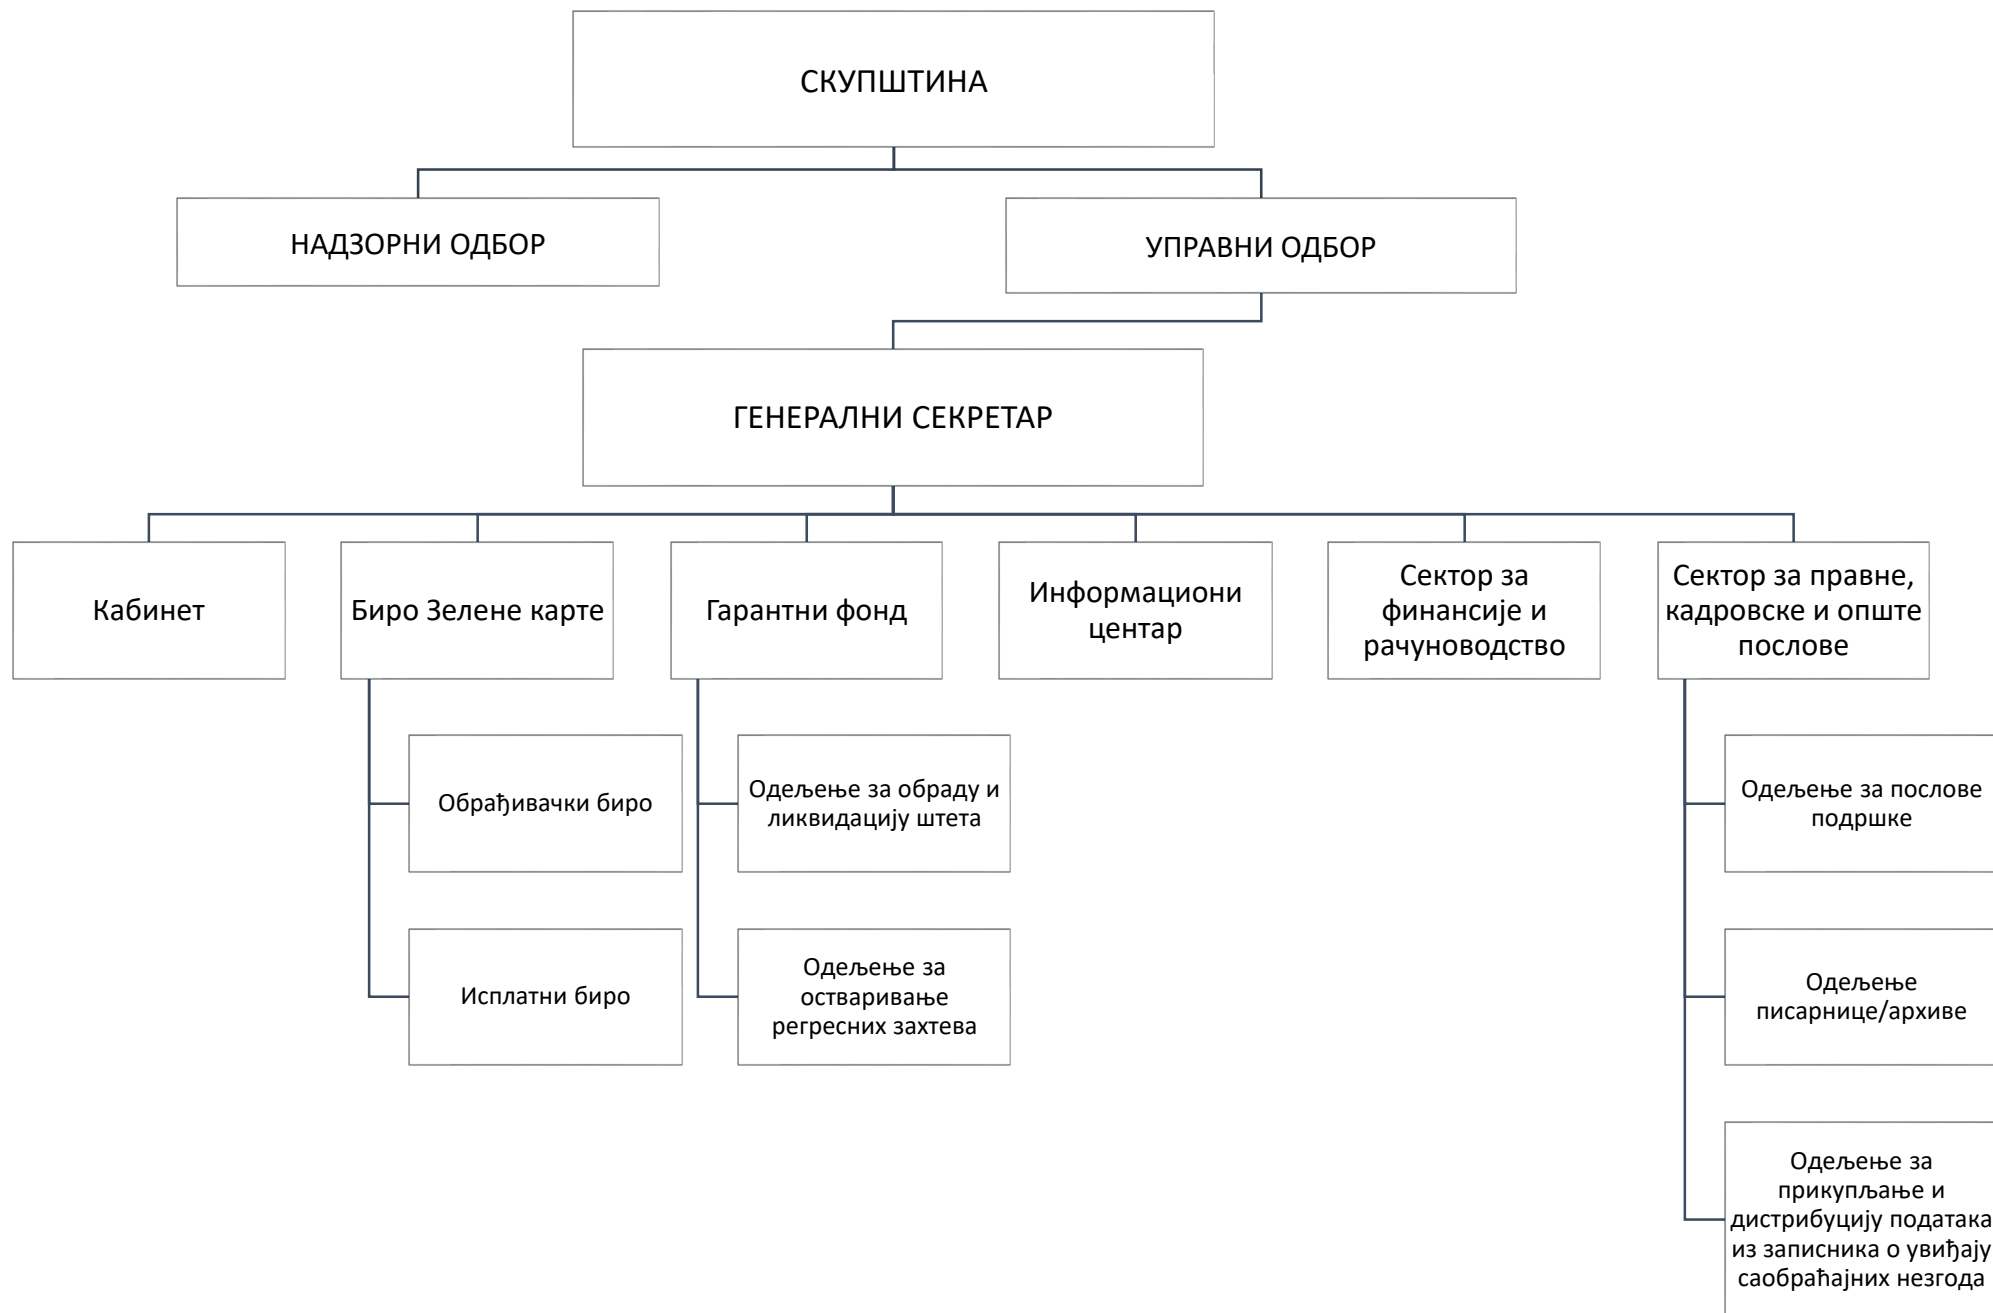 СКУПШТИНА
НАДЗОРНИ ОДБОР
УПРАВНИ ОДБОР
ГЕНЕРАЛНИ СЕКРЕТАР
Кабинет
Биро Зелене карте
Гарантни фонд
Информациони
центар
Сектор за
финансије и
рачуноводство
Сектор за правне,
кадровске и опште
послове
Обрађивачки биро
Одељење за обраду и
ликвидацију штета
Одељење за послове
подршке
Исплатни биро
Одељење за
остваривање
регресних захтева
Одељење
писарнице/архиве
Одељење за
прикупљање и
дистрибуцију података
из записника о увиђају
саобраћајних незгода